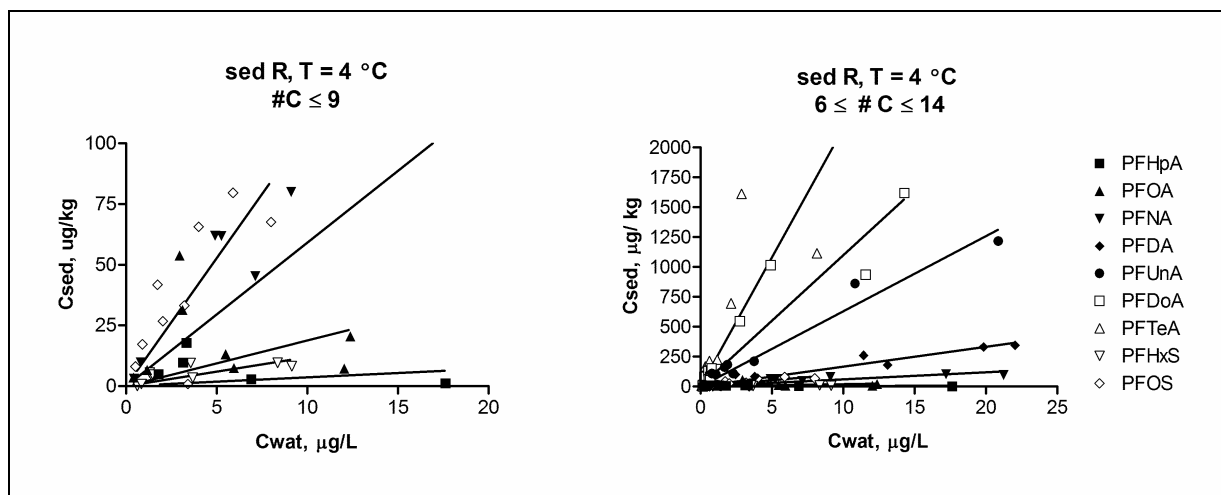 sed R, T = 4 °C
#C ≤ 9
100
75
50
25
0
Csed, ug/kg
0 5 10 15 20
Cwat, µg/L
sed R, T = 4 °C
6 ≤ # C ≤ 14
2000
1750
1500
1250
1000
750
500
250
0
Csed, µg/ kg
0 5 10 15 20 25
Cwat, µg/L
PFHpA
PFOA
PFNA
PFDA
PFUnA
PFDoA
PFTeA
PFHxS
PFOS